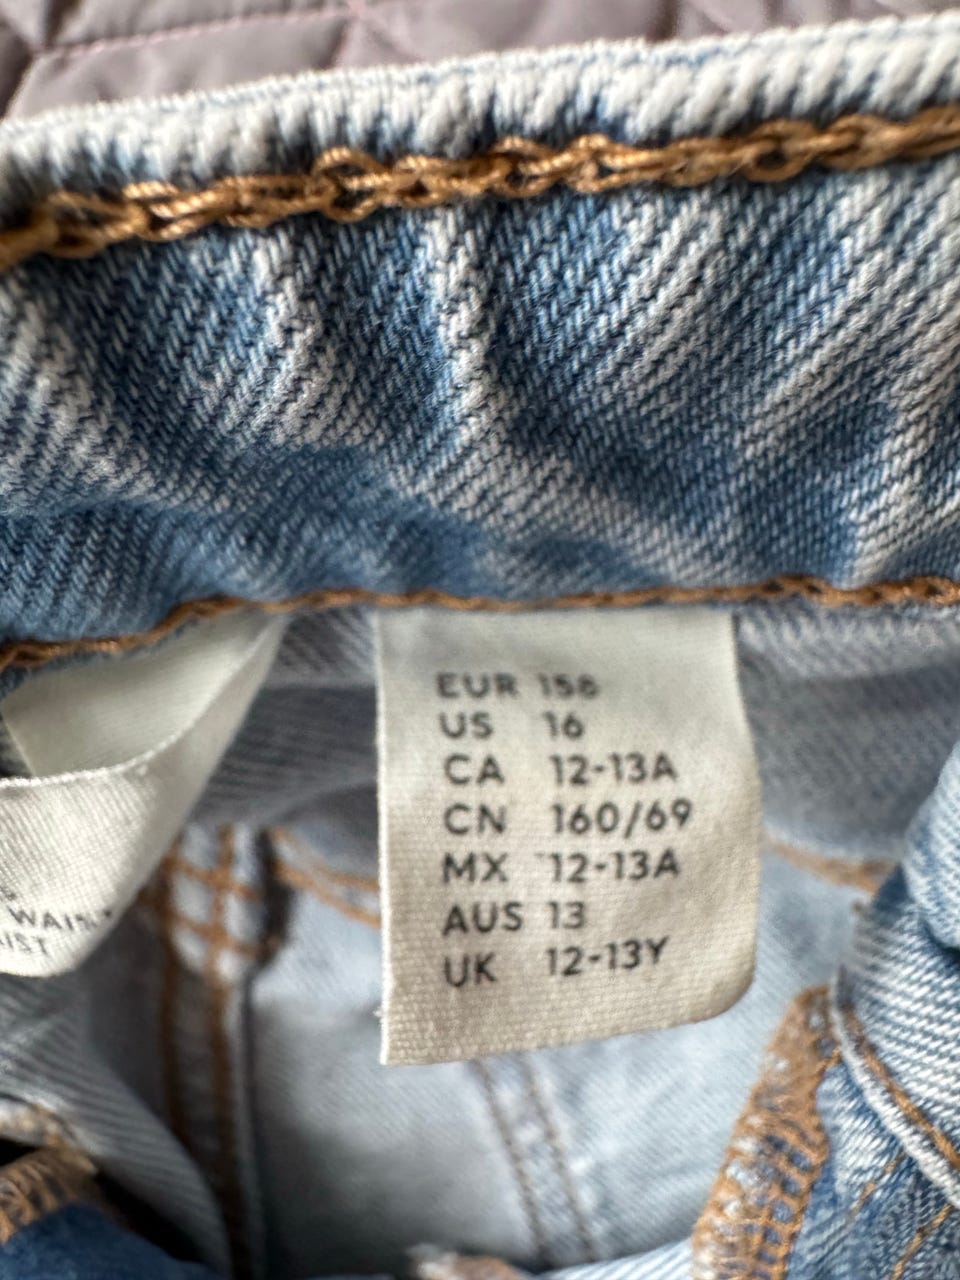 EUR 158
US 16
CA 12-13A
CN 160/69
MX 12-13A
AUS 13
UK 12-13Y